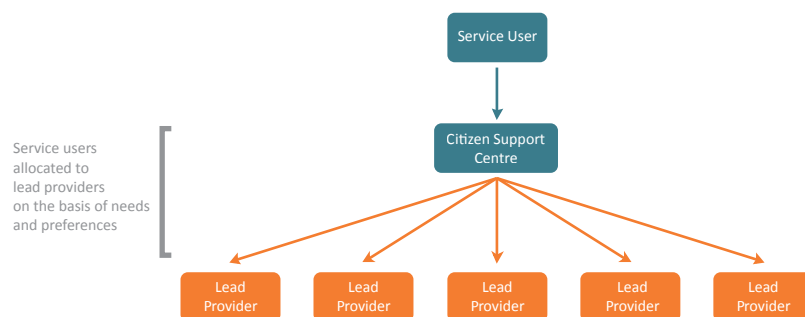 Service User
Citizen Support
Centre
Service users
allocated to
lead providers
on the basis of needs
and preferences
Lead
Provider
Lead
Provider
Lead
Provider
Lead
Provider
Lead
Provider